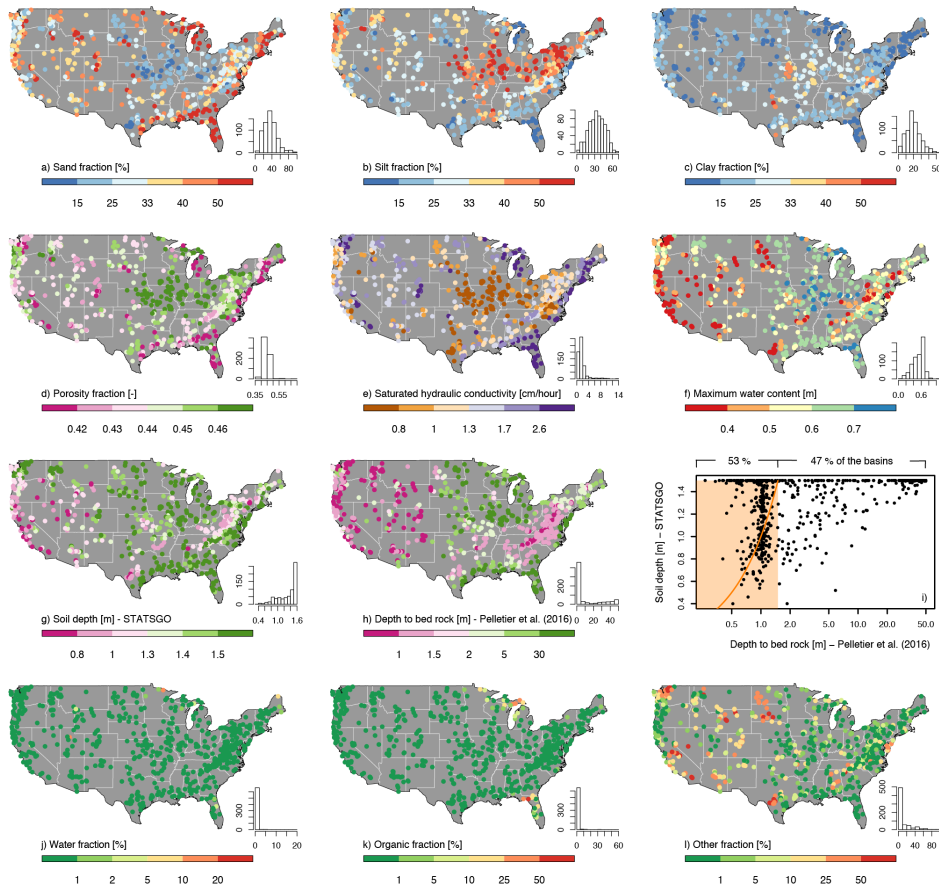 100
0
0 40 80
a) Sand fraction [%]
15 25 33 40 50
80
40
0
0 30 60
b) Silt fraction [%]
15 25 33 40 50
100
0
0 20 50
c) Clay fraction [%]
15 25 33 40 50
200
0
0.35 0.55
d) Porosity fraction [-]
0.42 0.43 0.44 0.45 0.46
150
0
0 4 8 14
e) Saturated hydraulic conductivity [cm/hour]
0.8 1 1.3 1.7 2.6
100
0
0.0 0.6
f) Maximum water content [m]
0.4 0.5 0.6 0.7
150
0
0.4 1.0 1.6
g) Soil depth [m] - STATSGO
0.8 1 1.3 1.4 1.5
200
0
0 20 40
h) Depth to bed rock [m] - Pelletier et al. (2016)
1 1.5 2 5 30
53 % 47 % of the basins
Soil depth [m] − STATSGO
1.4
1.2
1.0
0.8
0.6
0.4
i)
0.5 1.0 2.0 5.0 10.0 20.0 50.0
Depth to bed rock [m] − Pelletier et al. (2016)
300
0
0 10 20
j) Water fraction [%]
1 2 5 10 20
300
0
0 30 60
k) Organic fraction [%]
1 5 10 25 50
500
200
0
0 40 80
l) Other fraction [%]
1 5 10 25 50